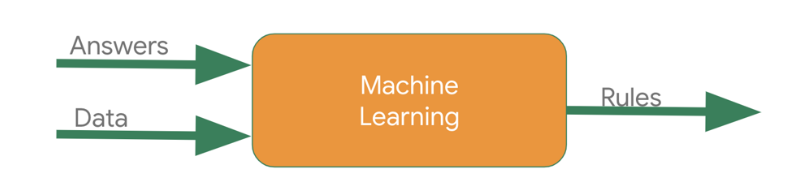 Answers
Data
Machine
Learning
Rules